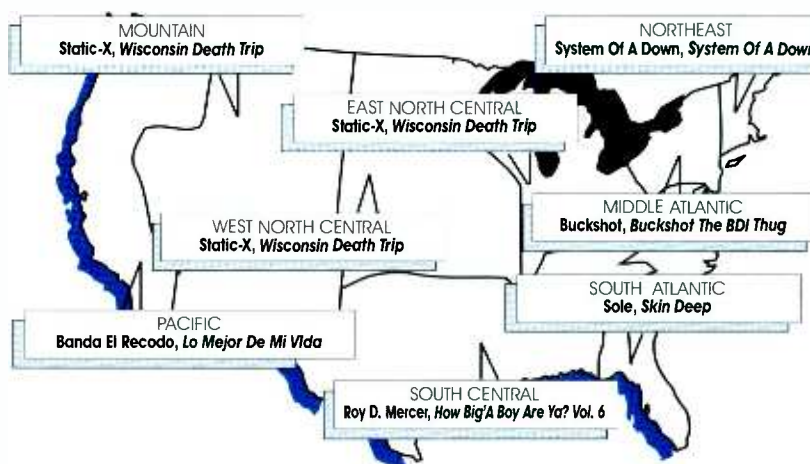 MOUNTAIN
Static-X, Wisconsin Death Trip
NORTHEAST
System Of A Down, System Of A Down
EAST NORTH CENTRAL
Static-X, Wisconsin Death Trip
MIDDLE ATLANTIC
Buckshot, Buckshot The BDI Thug
WEST NORTH CENTRAL
Static-X, Wisconsin Death Trip
SOUTH ATLANTIC
Sole, Skin Deep
PACIFIC
Banda El Recodo, Lo Mejor De Mi Vida
SOUTH CENTRAL
Roy D. Mercer, How Big'A Boy Are Ya? Vol. 6